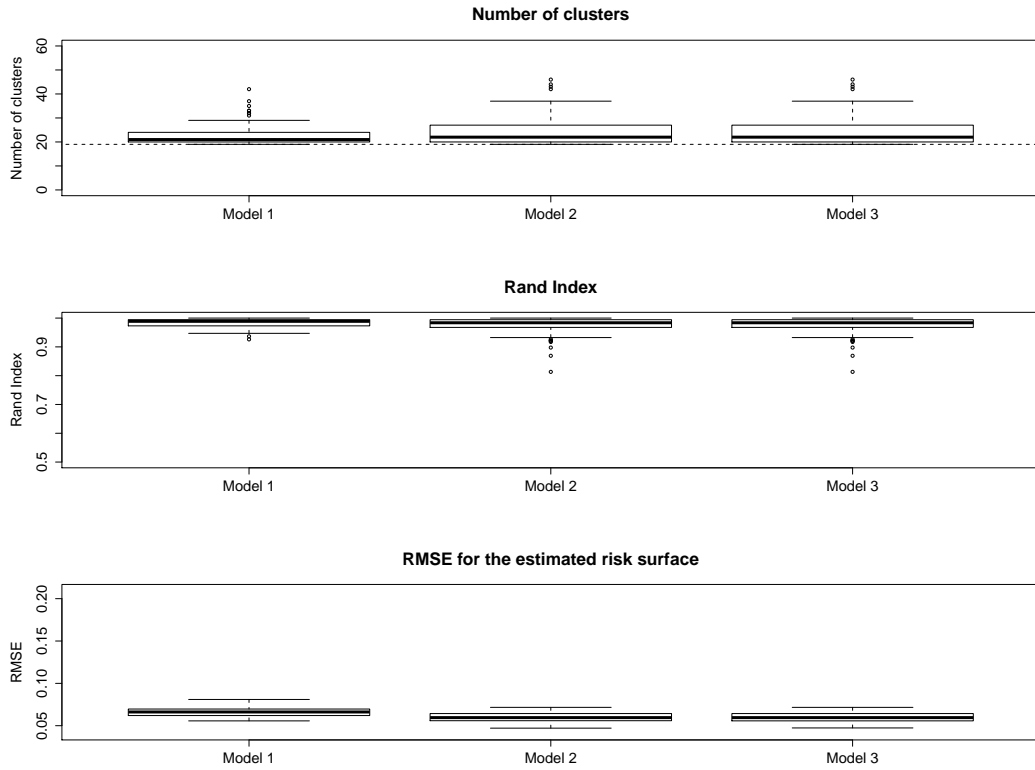 Number of clusters
Number of clusters
60
40
20
0
Model 1 Model 2 Model 3
Rand Index
Rand Index
0.9
0.7
0.5
Model 1 Model 2 Model 3
RMSE for the estimated risk surface
RMSE
0.20
0.15
0.10
0.05
Model 1 Model 2 Model 3